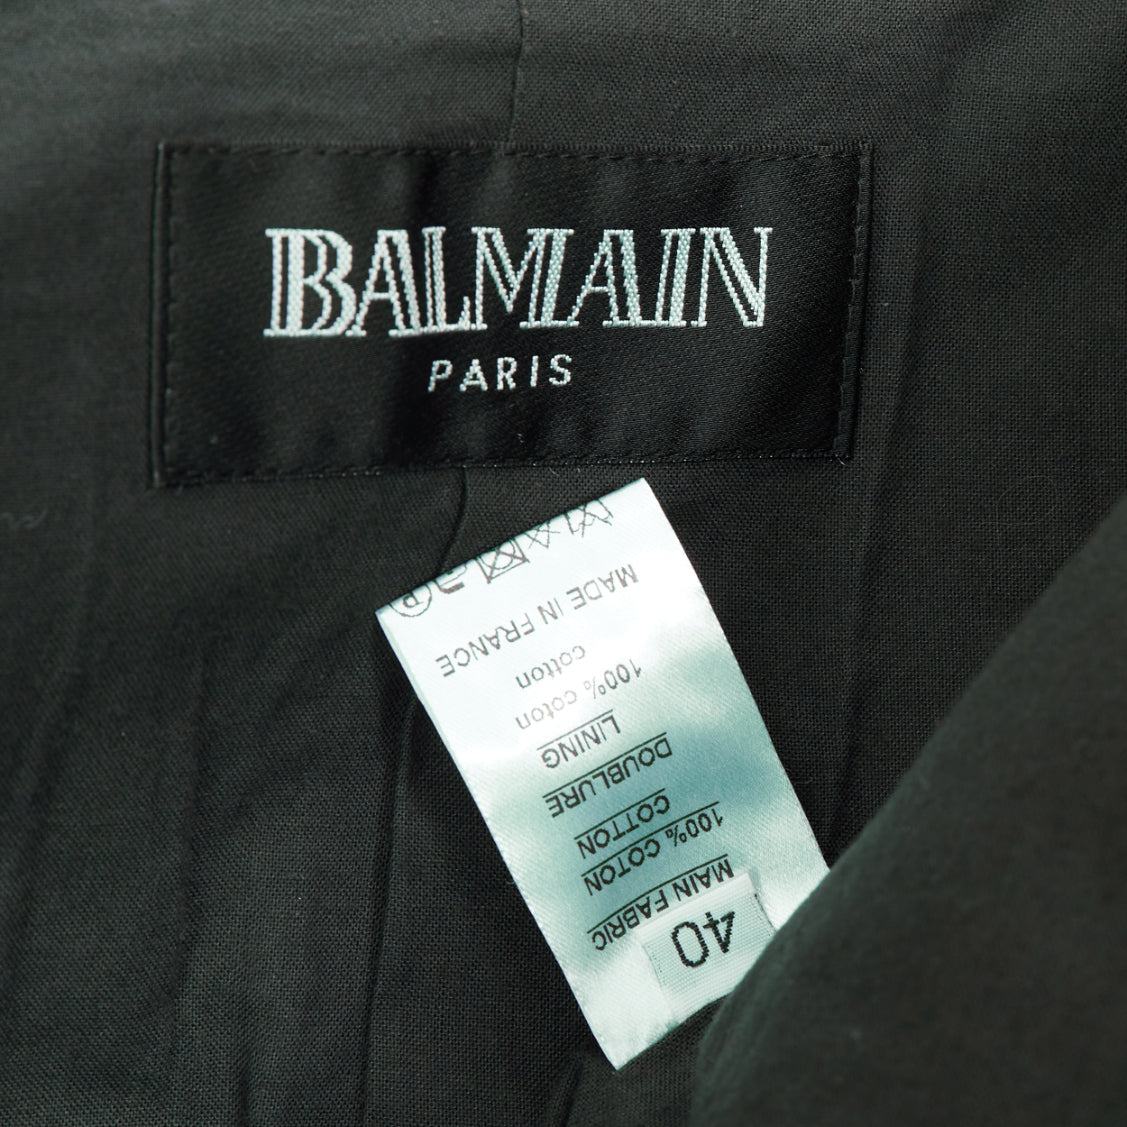 BALMAIN
PARIS
40
MAIN FABRIC
100% COTON
COTTON
DOUBLURE
LINING
100% coton
cotton
MADE IN FRANCE
P